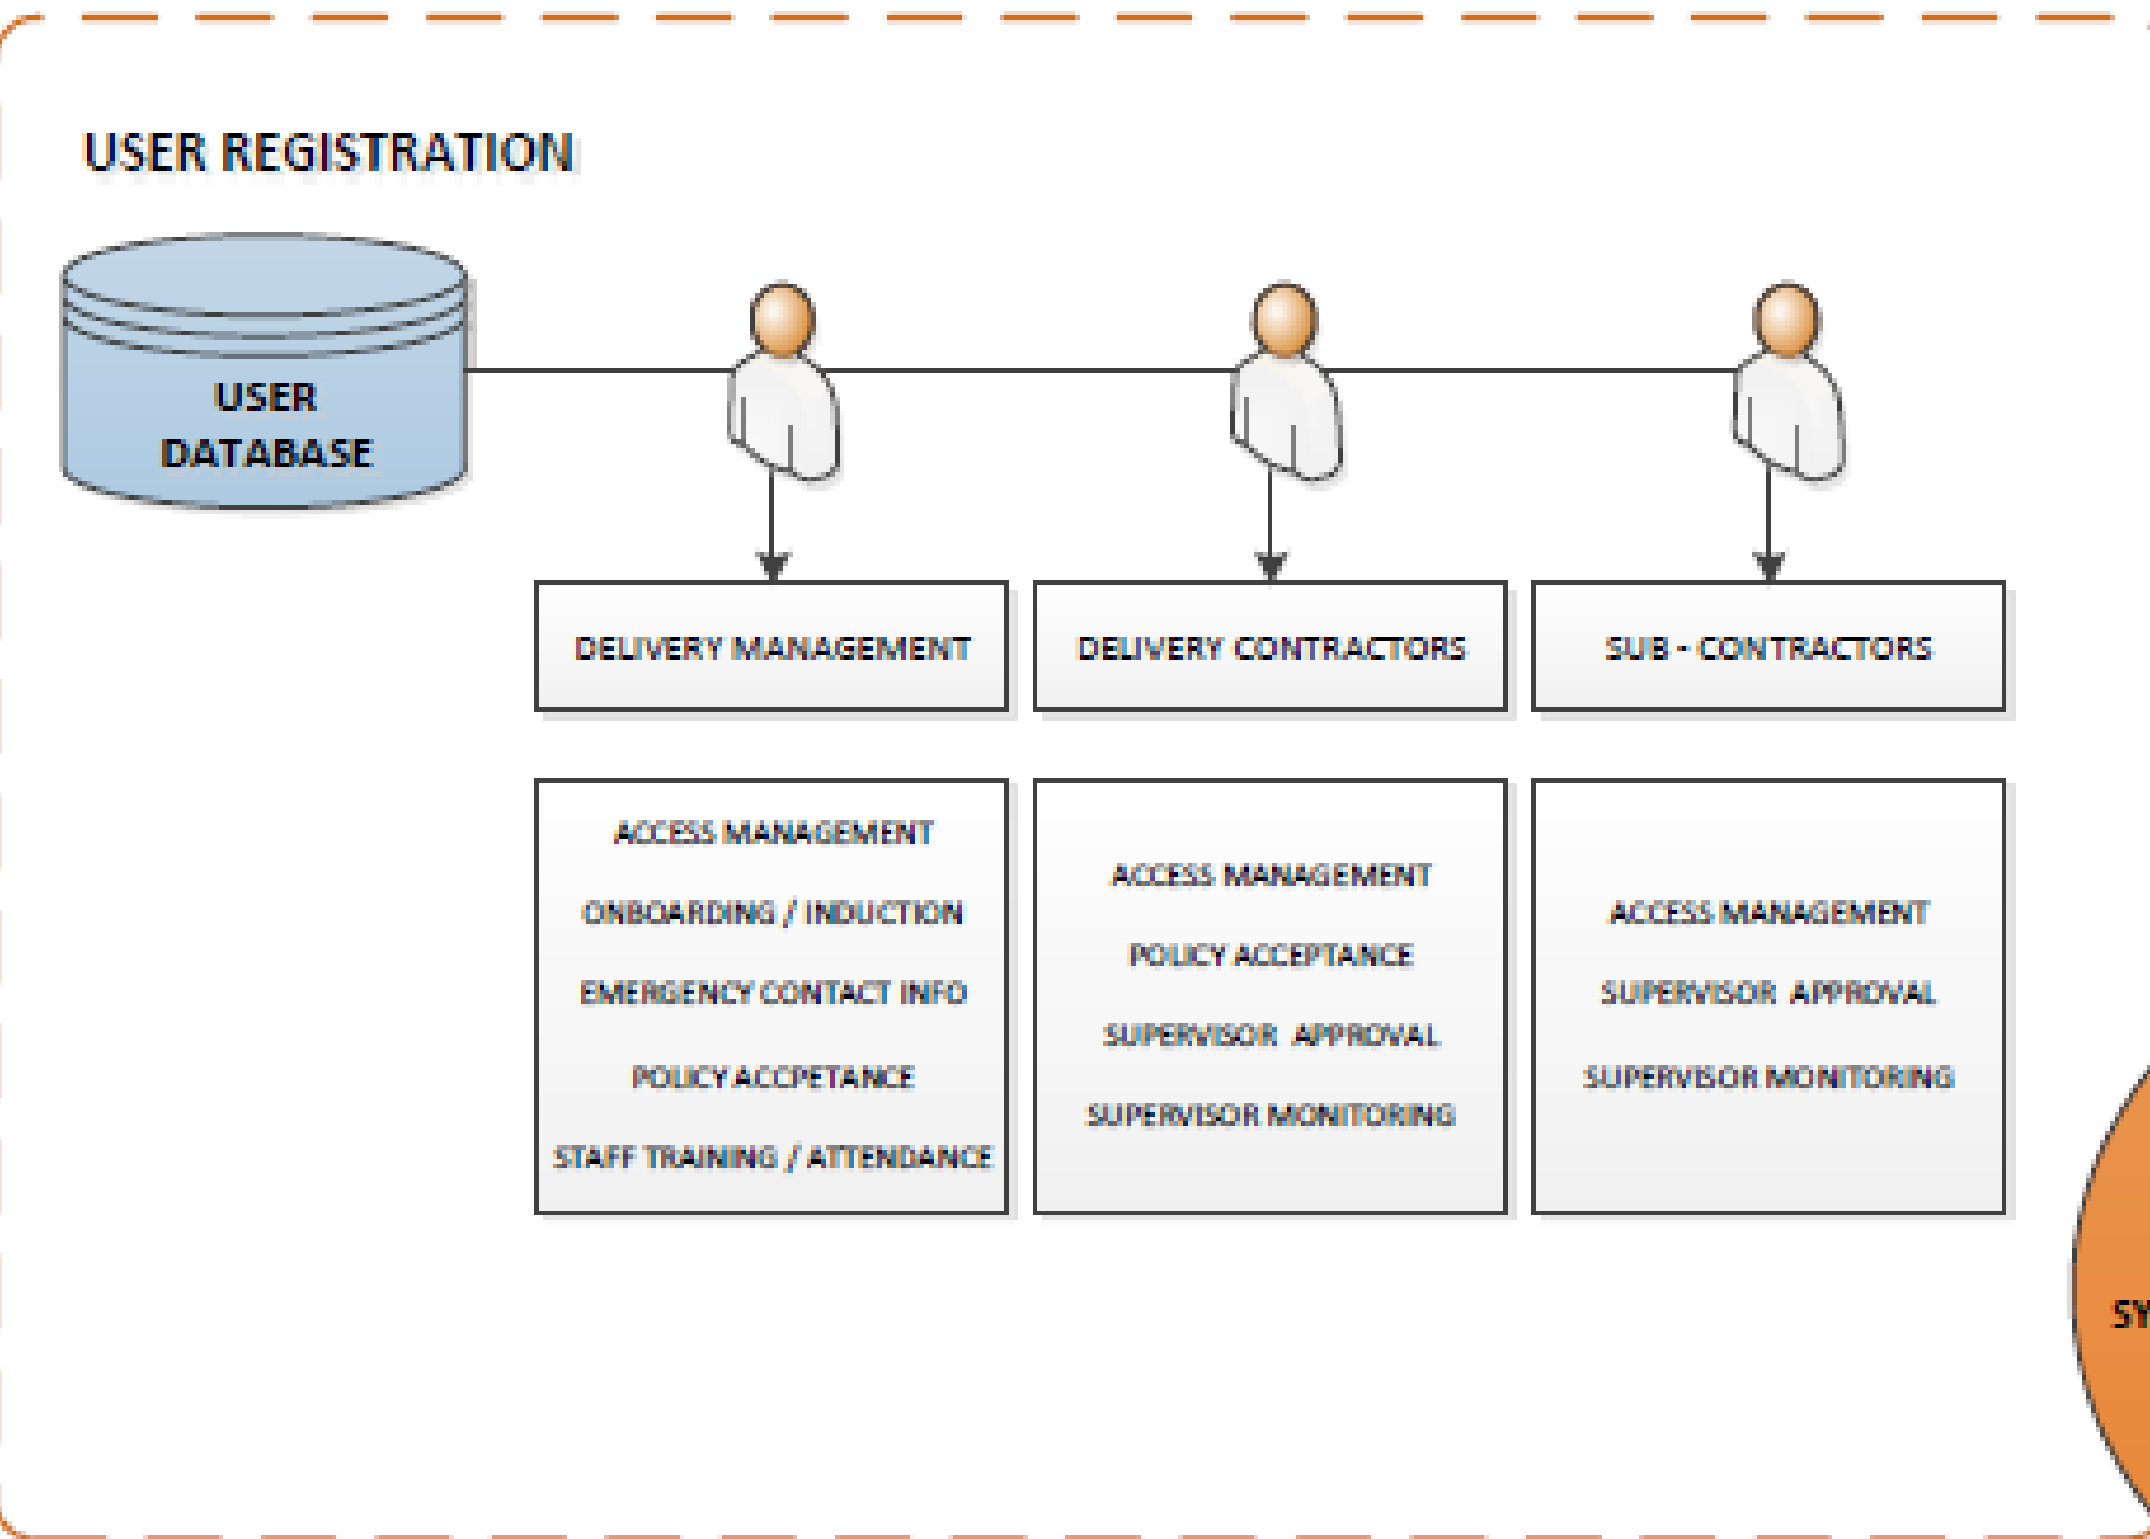 USER REGISTRATION
USER
DATABASE
DELIVERY MANAGEMENT
DELIVERY CONTRACTORS
SUB - CONTRACTORS
ACCESS MANAGEMENT
ONBOARDING / INDUCTION
EMERGENCY CONTACT INFO
POLICY ACCPETANCE
STAFF TRAINING / ATTENDANCE
ACCESS MANAGEMENT
POLICY ACCEPTANCE
SUPERVISOR APPROVAL
SUPERVISOR MONITORING
ACCESS MANAGEMENT
SUPERVISOR APPROVAL
SUPERVISOR MONITORING
SY